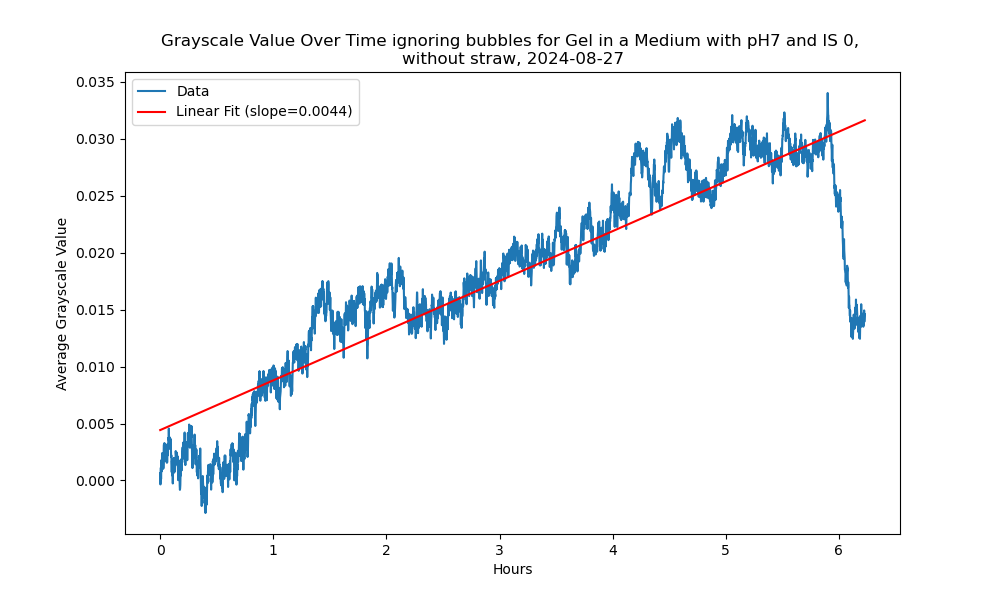 Grayscale Value Over Time ignoring bubbles for Gel in a Medium with pH7 and IS 0,
without straw, 2024-08-27
Data
Linear Fit (slope=0.0044)
Average Grayscale Value
0.035
0.030
0.025
0.020
0.015
0.010
0.005
0.000
0 1 2 3 4 5 6
Hours